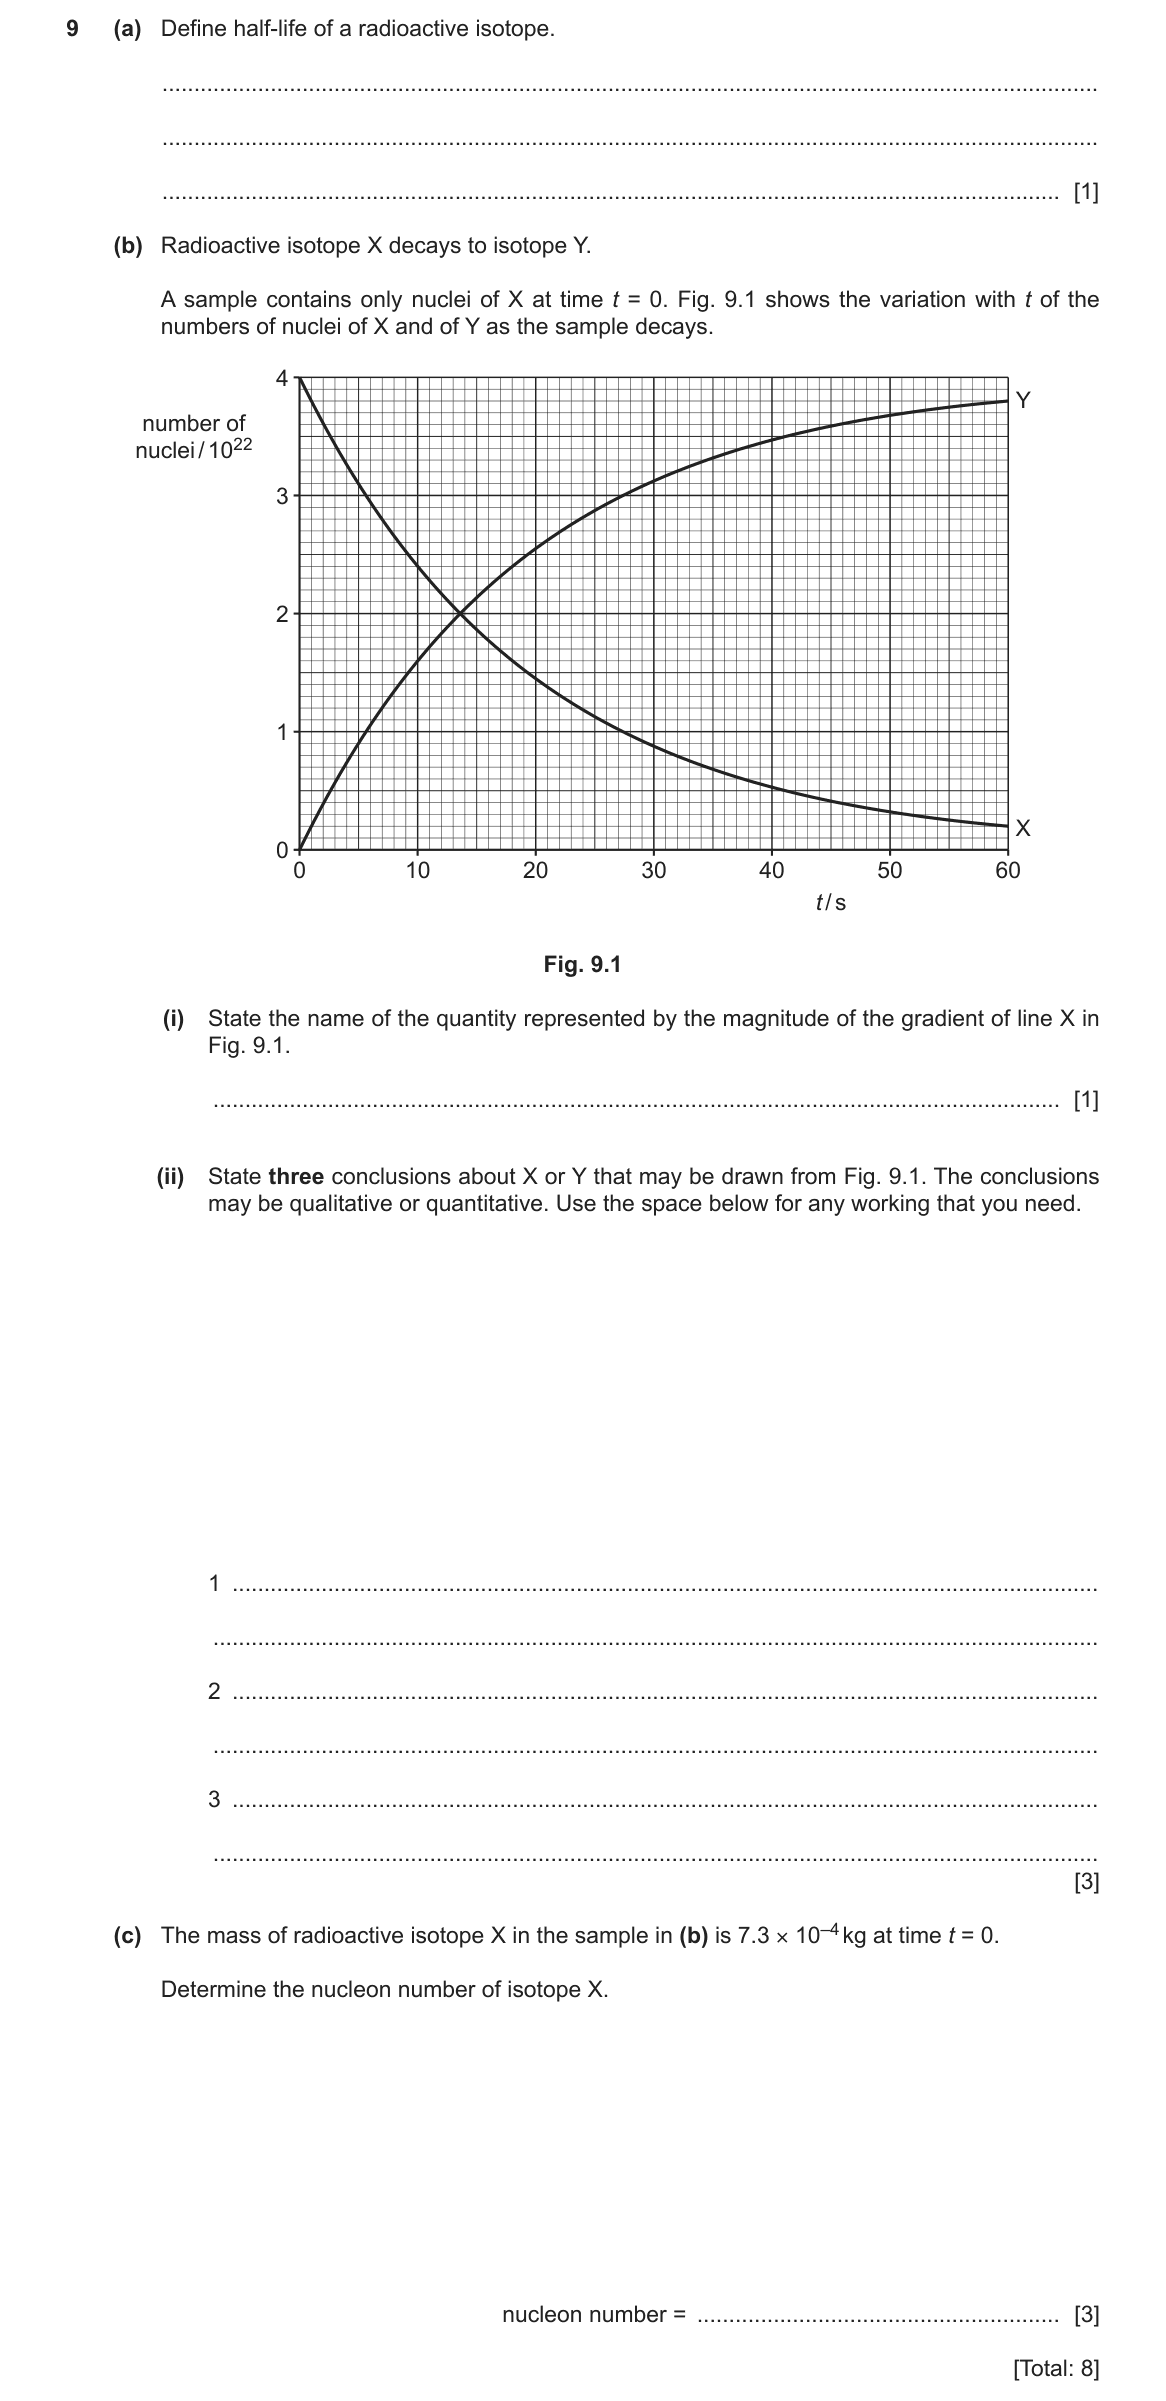 9 (a) Define half-life of a radioactive isotope.
..........................................................................................
..........................................................................................
.......................................................................................... [1]
(b) Radioactive isotope X decays to isotope Y.
A sample contains only nuclei of X at time t = 0. Fig. 9.1 shows the variation with t of the
numbers of nuclei of X and of Y as the sample decays.
4
number of
nuclei / 10²²
3
2
1
0
Y
X
0 10 20 30 40 50 60
t / s
Fig. 9.1
(i) State the name of the quantity represented by the magnitude of the gradient of line X in
Fig. 9.1.
.......................................................................................... [1]
(ii) State three conclusions about X or Y that may be drawn from Fig. 9.1. The conclusions
may be qualitative or quantitative. Use the space below for any working that you need.
1 ..........................................................................................
..........................................................................................
2 ..........................................................................................
..........................................................................................
3 ..........................................................................................
..........................................................................................
[3]
(c) The mass of radioactive isotope X in the sample in (b) is 7.3 × 10⁻⁴ kg at time t = 0.
Determine the nucleon number of isotope X.
nucleon number = ...................................................... [3]
[Total: 8]